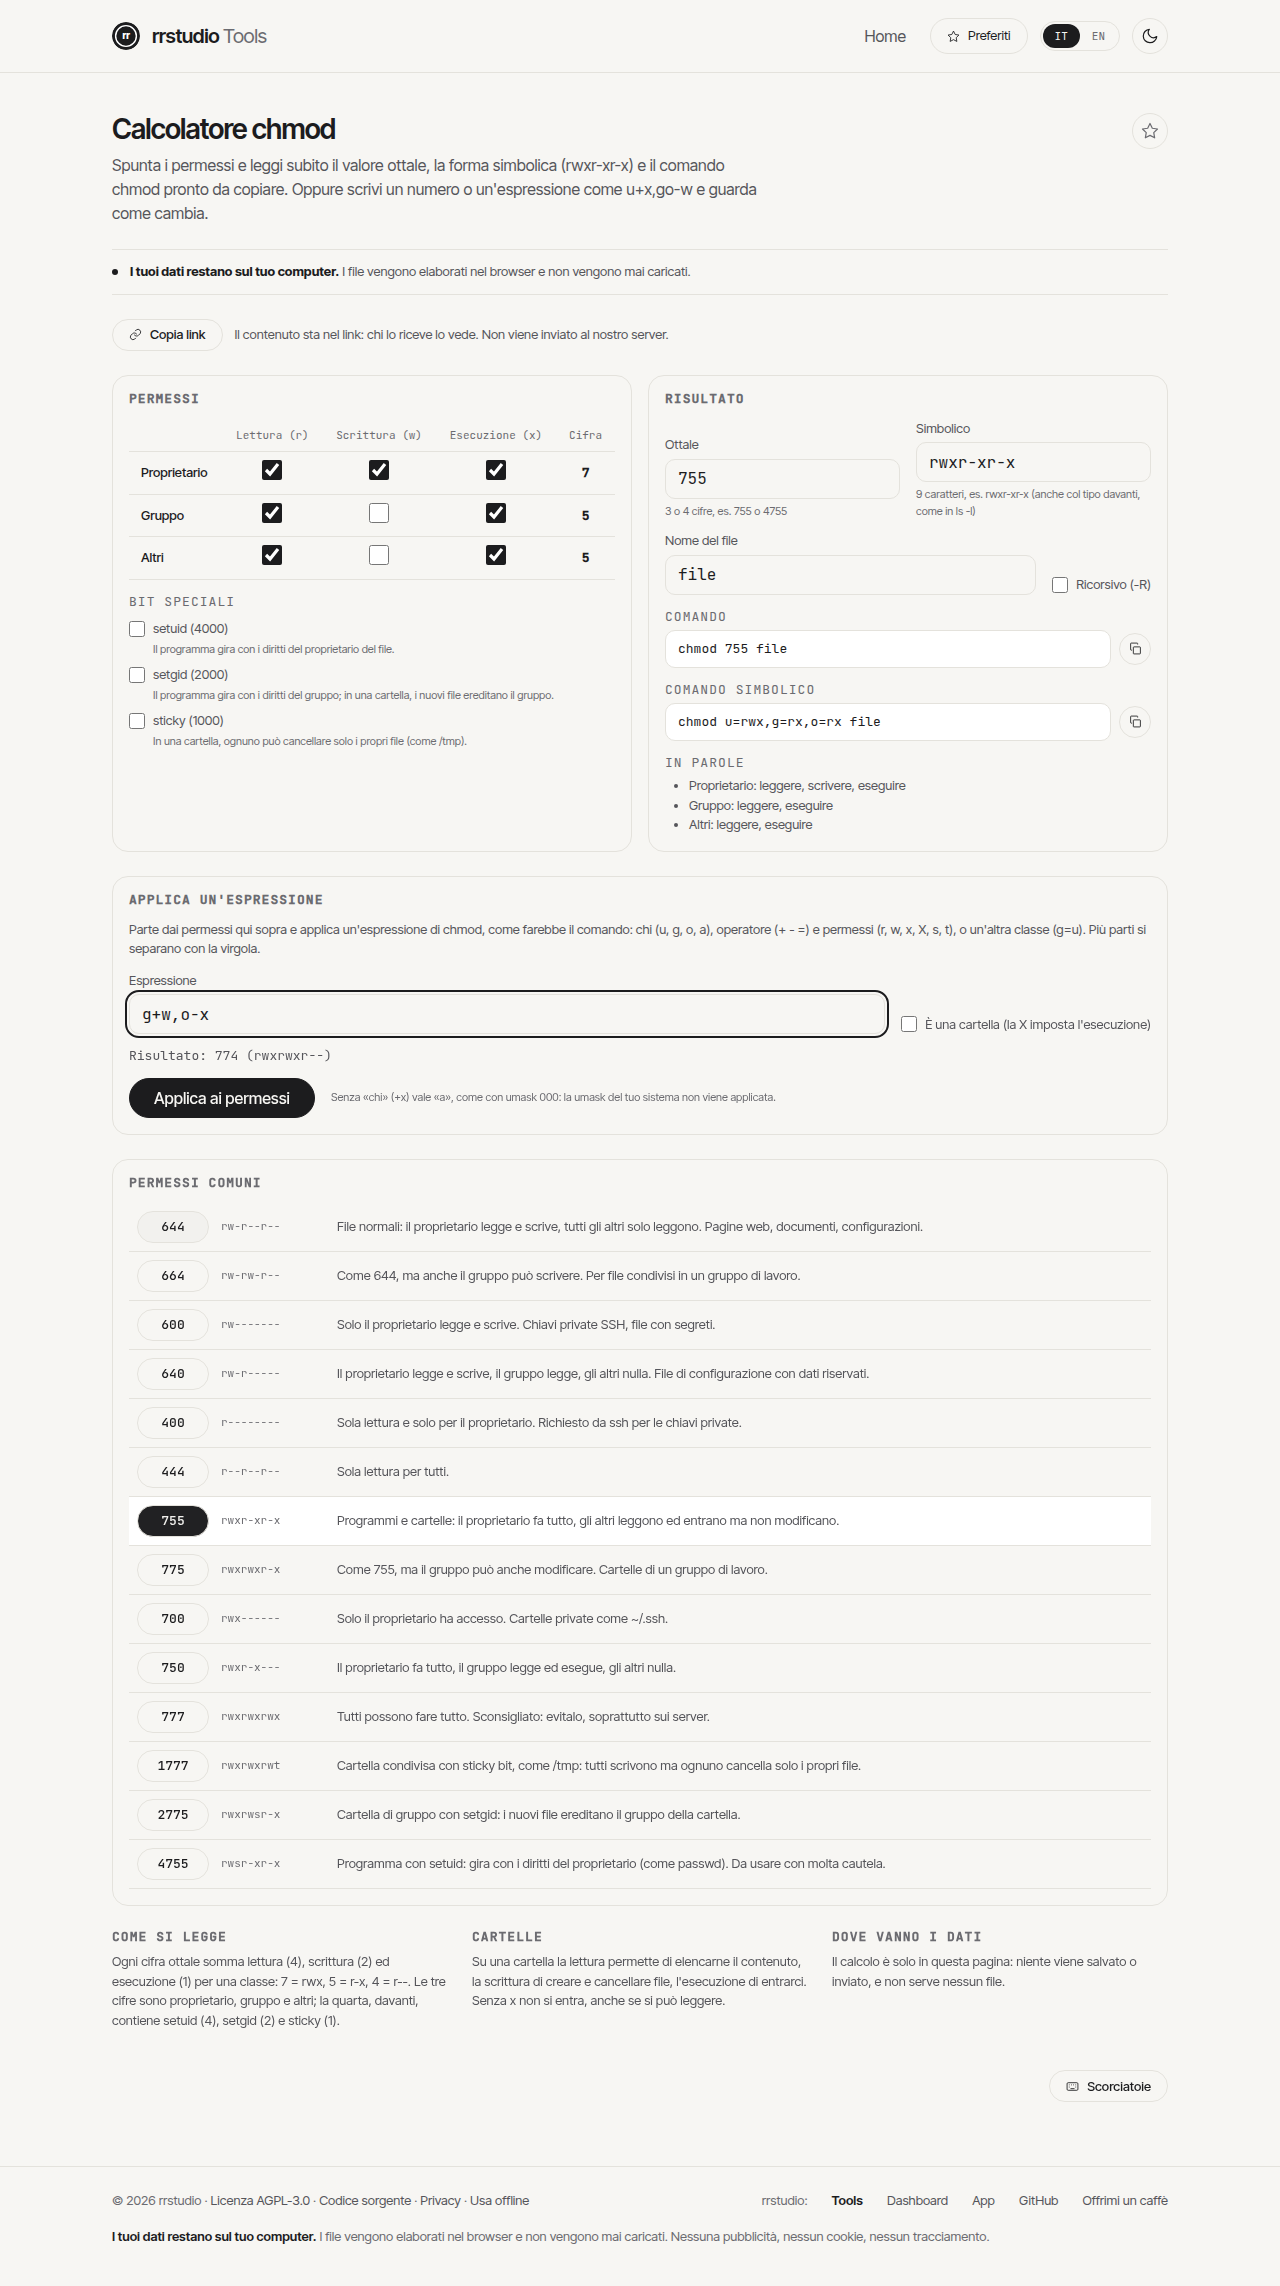 rr rrstudio Tools
Home
Preferiti
IT
EN
Calcolatore chmod
Spunta i permessi e leggi subito il valore ottale, la forma simbolica (rwxr-xr-x) e il comando
chmod pronto da copiare. Oppure scrivi un numero o un'espressione come u+x,go-w e guarda
come cambia.
I tuoi dati restano sul tuo computer. I file vengono elaborati nel browser e non vengono mai caricati.
Copia link
Il contenuto sta nel link: chi lo riceve lo vede. Non viene inviato al nostro server.
PERMESSI
Lettura (r) Scrittura (w) Esecuzione (x) Cifra
Proprietario 7
Gruppo 5
Altri 5
BIT SPECIALI
setuid (4000)
Il programma gira con i diritti del proprietario del file.
setgid (2000)
Il programma gira con i diritti del gruppo; in una cartella, i nuovi file ereditano il gruppo.
sticky (1000)
In una cartella, ognuno può cancellare solo i propri file (come /tmp).
RISULTATO
Ottale
755
3 o 4 cifre, es. 755 o 4755
Simbolico
rwxr-xr-x
9 caratteri, es. rwxr-xr-x (anche col tipo davanti,
come in ls -l)
Nome del file
file
Ricorsivo (-R)
COMANDO
chmod 755 file
COMANDO SIMBOLICO
chmod u=rwx,g=rx,o=rx file
IN PAROLE
• Proprietario: leggere, scrivere, eseguire
• Gruppo: leggere, eseguire
• Altri: leggere, eseguire
APPLICA UN'ESPRESSIONE
Parte dai permessi qui sopra e applica un'espressione di chmod, come farebbe il comando: chi (u, g, o, a), operatore (+ - =) e permessi (r, w, x, X, s, t), o un'altra classe (g=u). Più parti si
separano con la virgola.
Espressione
g+w,o-x
È una cartella (la X imposta l'esecuzione)
Risultato: 774 (rwxrwxr--)
Applica ai permessi
Senza «chi» (+x) vale «a», come con umask 000: la umask del tuo sistema non viene applicata.
PERMESSI COMUNI
644 rw-r--r-- File normali: il proprietario legge e scrive, tutti gli altri solo leggono. Pagine web, documenti, configurazioni.
664 rw-rw-r-- Come 644, ma anche il gruppo può scrivere. Per file condivisi in un gruppo di lavoro.
600 rw------- Solo il proprietario legge e scrive. Chiavi private SSH, file con segreti.
640 rw-r----- Il proprietario legge e scrive, il gruppo legge, gli altri nulla. File di configurazione con dati riservati.
400 r-------- Sola lettura e solo per il proprietario. Richiesto da ssh per le chiavi private.
444 r--r--r-- Sola lettura per tutti.
755 rwxr-xr-x Programmi e cartelle: il proprietario fa tutto, gli altri leggono ed entrano ma non modificano.
775 rwxrwxr-x Come 755, ma il gruppo può anche modificare. Cartelle di un gruppo di lavoro.
700 rwx------ Solo il proprietario ha accesso. Cartelle private come ~/.ssh.
750 rwxr-x--- Il proprietario fa tutto, il gruppo legge ed esegue, gli altri nulla.
777 rwxrwxrwx Tutti possono fare tutto. Sconsigliato: evitalo, soprattutto sui server.
1777 rwxrwxrwt Cartella condivisa con sticky bit, come /tmp: tutti scrivono ma ognuno cancella solo i propri file.
2775 rwxrwsr-x Cartella di gruppo con setgid: i nuovi file ereditano il gruppo della cartella.
4755 rwsr-xr-x Programma con setuid: gira con i diritti del proprietario (come passwd). Da usare con molta cautela.
COME SI LEGGE
Ogni cifra ottale somma lettura (4), scrittura (2) ed
esecuzione (1) per una classe: 7 = rwx, 5 = r-x, 4 = r--. Le tre
cifre sono proprietario, gruppo e altri; la quarta, davanti,
contiene setuid (4), setgid (2) e sticky (1).
CARTELLE
Su una cartella la lettura permette di elencarne il contenuto,
la scrittura di creare e cancellare file, l'esecuzione di entrarci.
Senza x non si entra, anche se si può leggere.
DOVE VANNO I DATI
Il calcolo è solo in questa pagina: niente viene salvato o
inviato, e non serve nessun file.
Scorciatoie
© 2026 rrstudio · Licenza AGPL-3.0 · Codice sorgente · Privacy · Usa offline
rrstudio: Tools Dashboard App GitHub Offrimi un caffè
I tuoi dati restano sul tuo computer. I file vengono elaborati nel browser e non vengono mai caricati. Nessuna pubblicità, nessun cookie, nessun tracciamento.